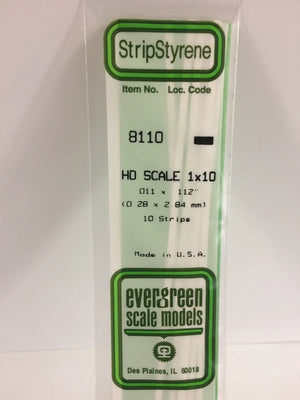 StripStyrene
Item No. Loc. Code
8110
HO SCALE 1x10
.011 x .112"
(0.28 x 2.84 mm)
10 Strips
Made in U.S.A.
evergreen
scale models
Des Plaines, IL 60018